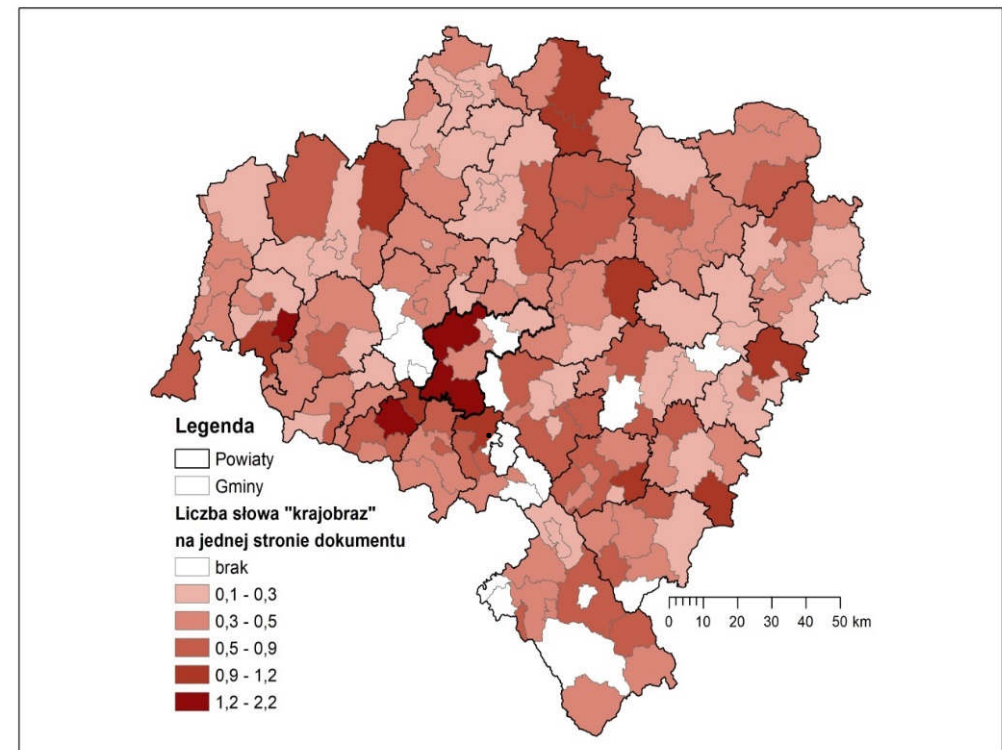 Legenda
Powiaty
Gminy
Liczba słowa "krajobraz"
na jednej stronie dokumentu
brak
0,1 - 0,3
0,3 - 0,5
0,5 - 0,9
0,9 - 1,2
1,2 - 2,2
0 10 20 30 40 50 km